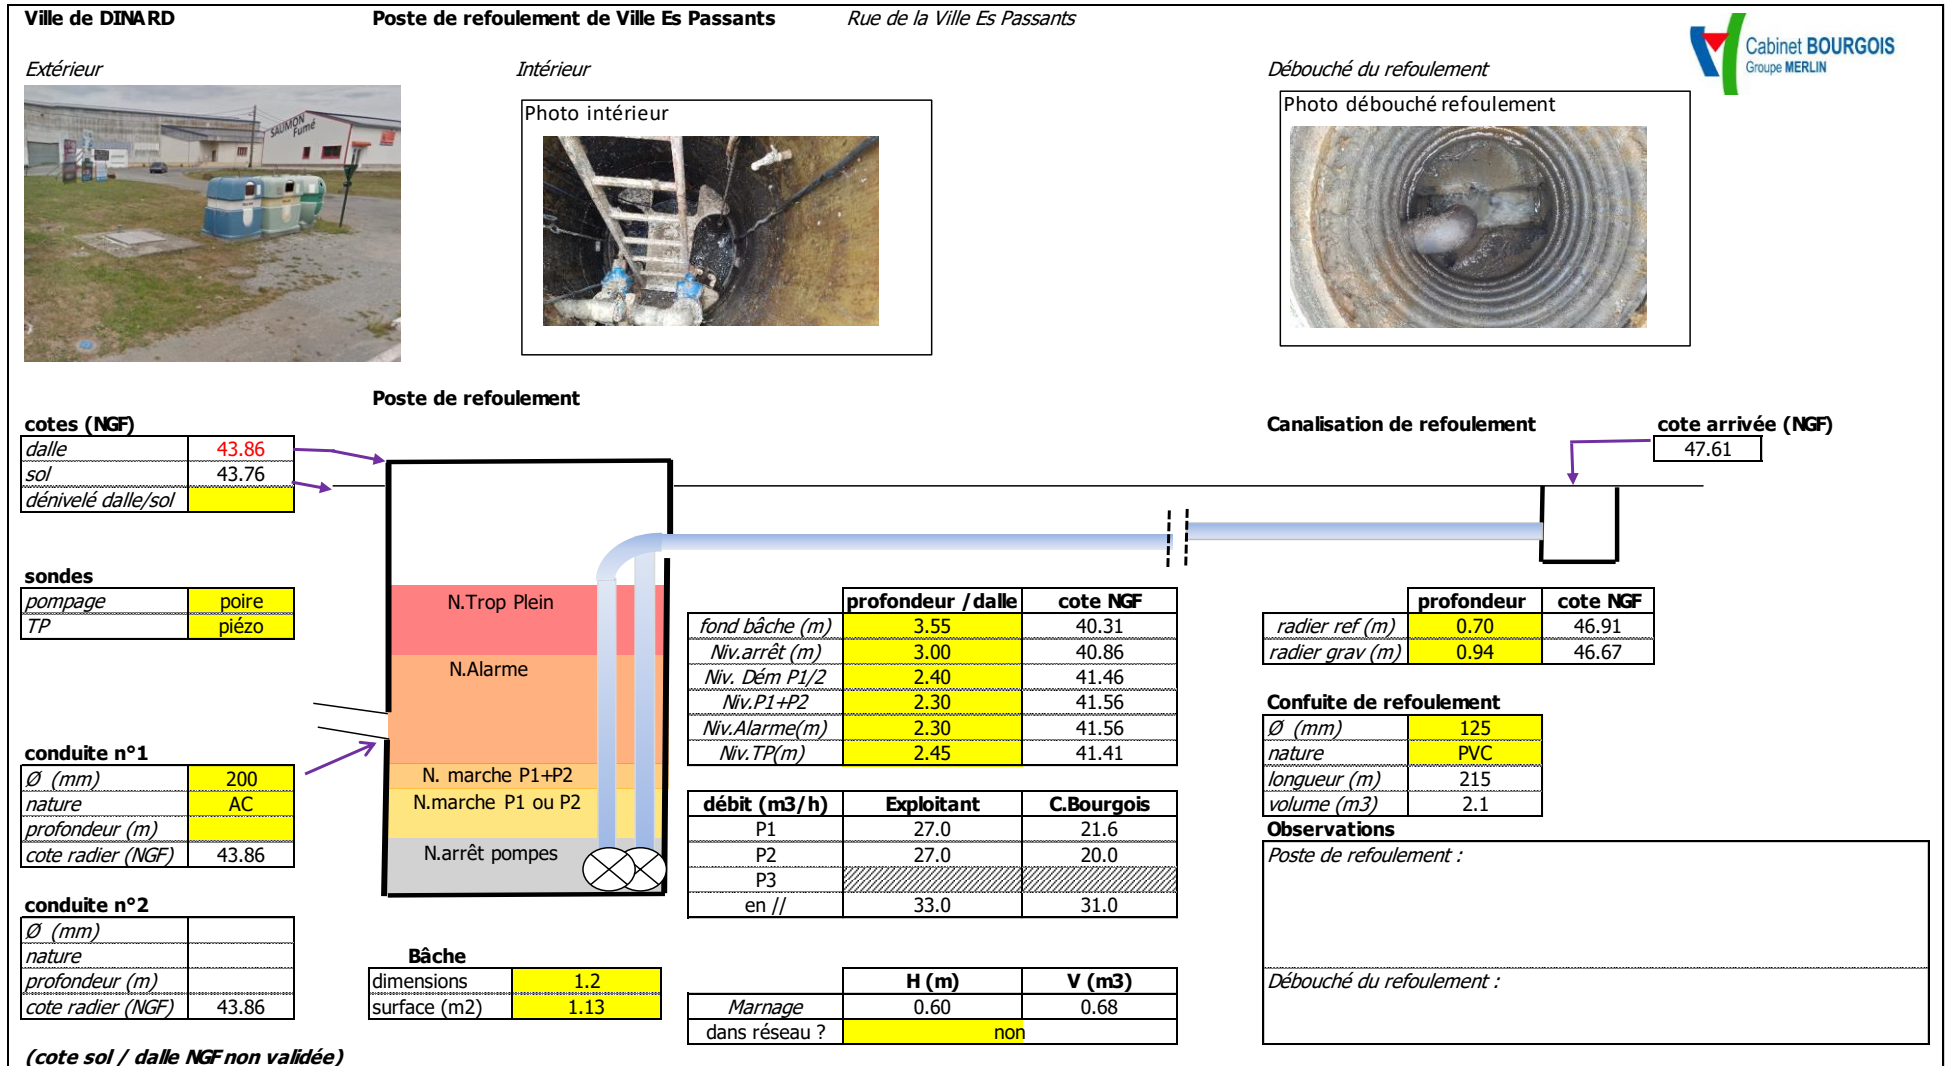 Ville de DINARD Poste de refoulement de Ville Es Passants Rue de la Ville Es Passants
Cabinet BOURGOIS
Groupe MERLIN
Extérieur Intérieur Débouché du refoulement
Photo intérieur
Photo débouché refoulement
SAUMON
Fumé
Poste de refoulement
cotes (NGF)
dalle 43.86
sol 43.76
dénivelé dalle/sol
Canalisation de refoulement
cote arrivée (NGF)
47.61
sondes
pompage poire
TP piézo
conduite n°1
Ø (mm) 200
nature AC
profondeur (m)
cote radier (NGF) 43.86
conduite n°2
Ø (mm)
nature
profondeur (m)
cote radier (NGF) 43.86
(cote sol / dalle NGF non validée)
N.Trop Plein
N.Alarme
N. marche P1+P2
N.marche P1 ou P2
N.arrêt pompes
Bâche
dimensions 1.2
surface (m2) 1.13
profondeur /dalle cote NGF
fond bâche (m) 3.55 40.31
Niv.arrêt (m) 3.00 40.86
Niv. Dém P1/2 2.40 41.46
Niv.P1+P2 2.30 41.56
Niv.Alarme(m) 2.30 41.56
Niv.TP(m) 2.45 41.41
débit (m3/h) Exploitant C.Bourgois
P1 27.0 21.6
P2 27.0 20.0
P3
en // 33.0 31.0
H (m) V (m3)
Marnage 0.60 0.68
dans réseau ? non
profondeur cote NGF
radier ref (m) 0.70 46.91
radier grav (m) 0.94 46.67
Confuite de refoulement
Ø (mm) 125
nature PVC
longueur (m) 215
volume (m3) 2.1
Observations
Poste de refoulement :
Débouché du refoulement :